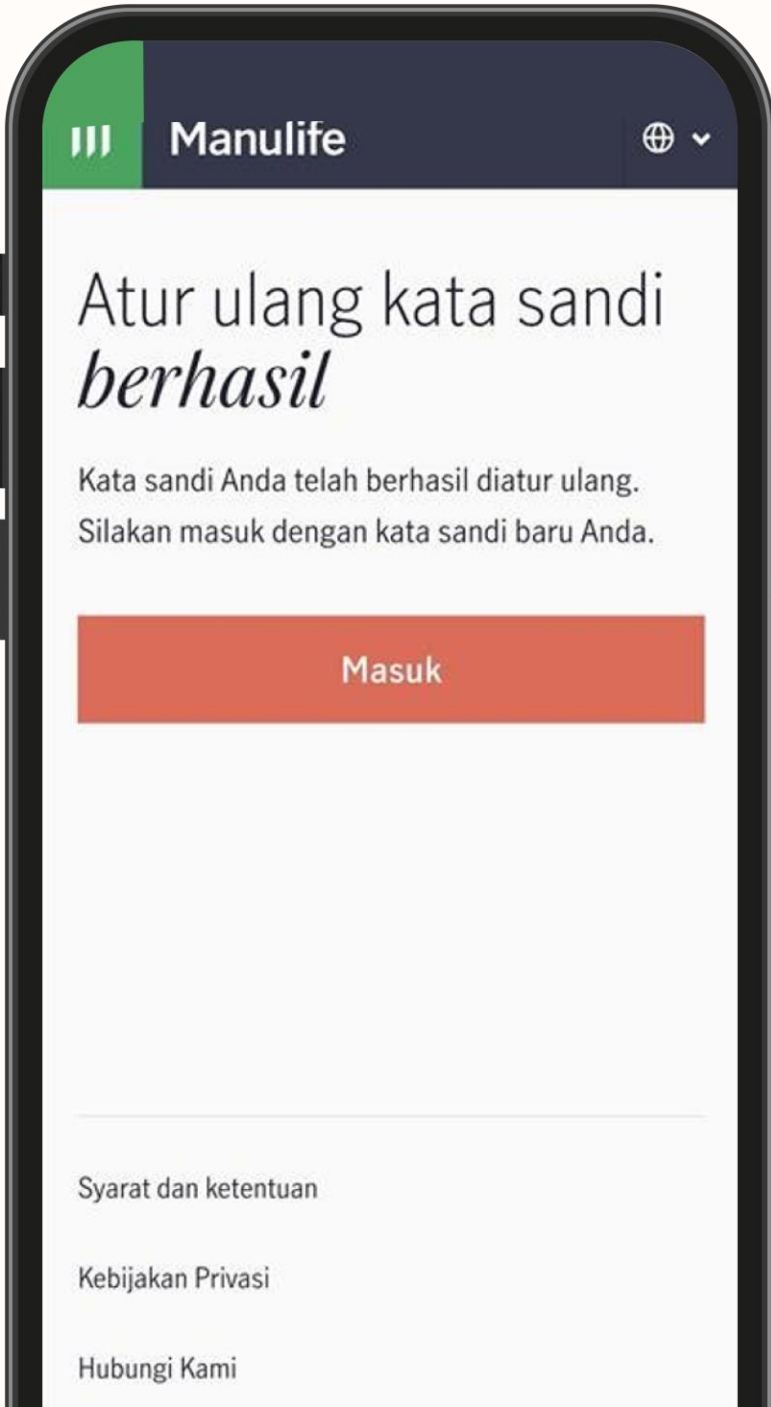 Manulife
Atur ulang kata sandi
berhasil
Kata sandi Anda telah berhasil diatur ulang.
Silakan masuk dengan kata sandi baru Anda.
Masuk
Syarat dan ketentuan
Kebijakan Privasi
Hubungi Kami